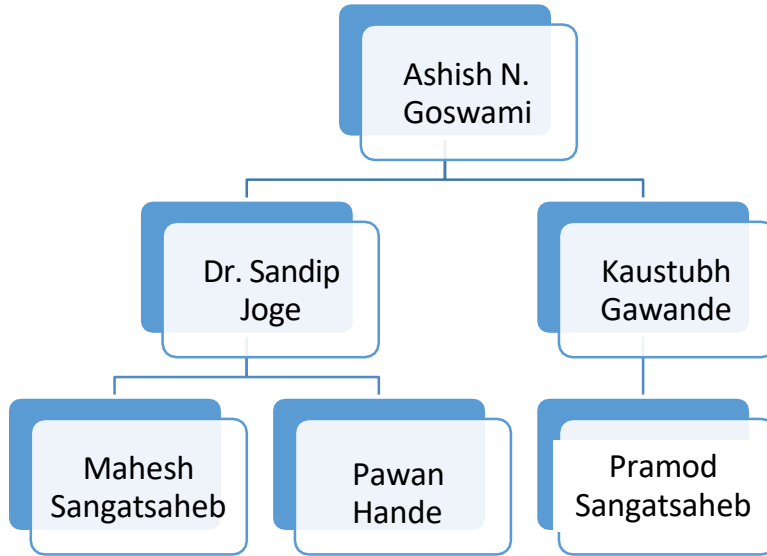 Ashish N.
Goswami
Dr. Sandip
Joge
Kaustubh
Gawande
Mahesh
Sangatsaheb
Pawan
Hande
Pramod
Sangatsaheb